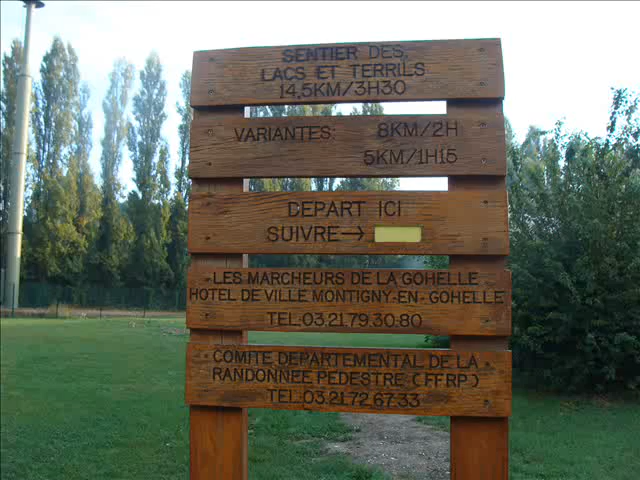 SENTIER DES
LACS ET TERRILS
14,5KM/3H30
VARIANTES: 8KM/2H
5KM/1H15
DEPART ICI
SUIVRE→
LES MARCHEURS DE LA GOHELLE
HOTEL DE VILLE MONTIGNY-EN-GOHELLE
TEL.03.21.79.30.80
COMITE DEPARTEMENTAL DE LA
RANDONNEE PEDESTRE (FFRP.)
TEL.03.21.72.67.33